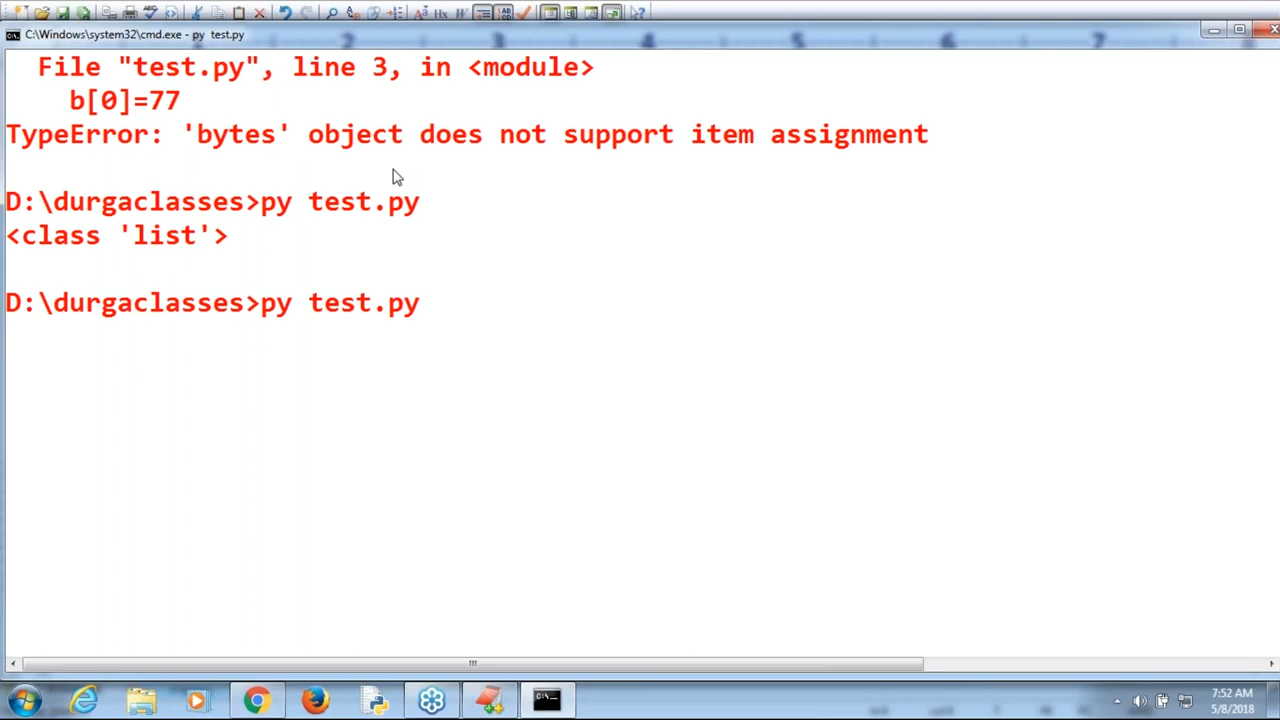 C:\Windows\system32\cmd.exe - py  test.py
File "test.py", line 3, in <module>
b[0]=77
TypeError: 'bytes' object does not support item assignment
D:\durgaclasses>py test.py
<class 'list'>
D:\durgaclasses>py test.py
7:52 AM
5/8/2018